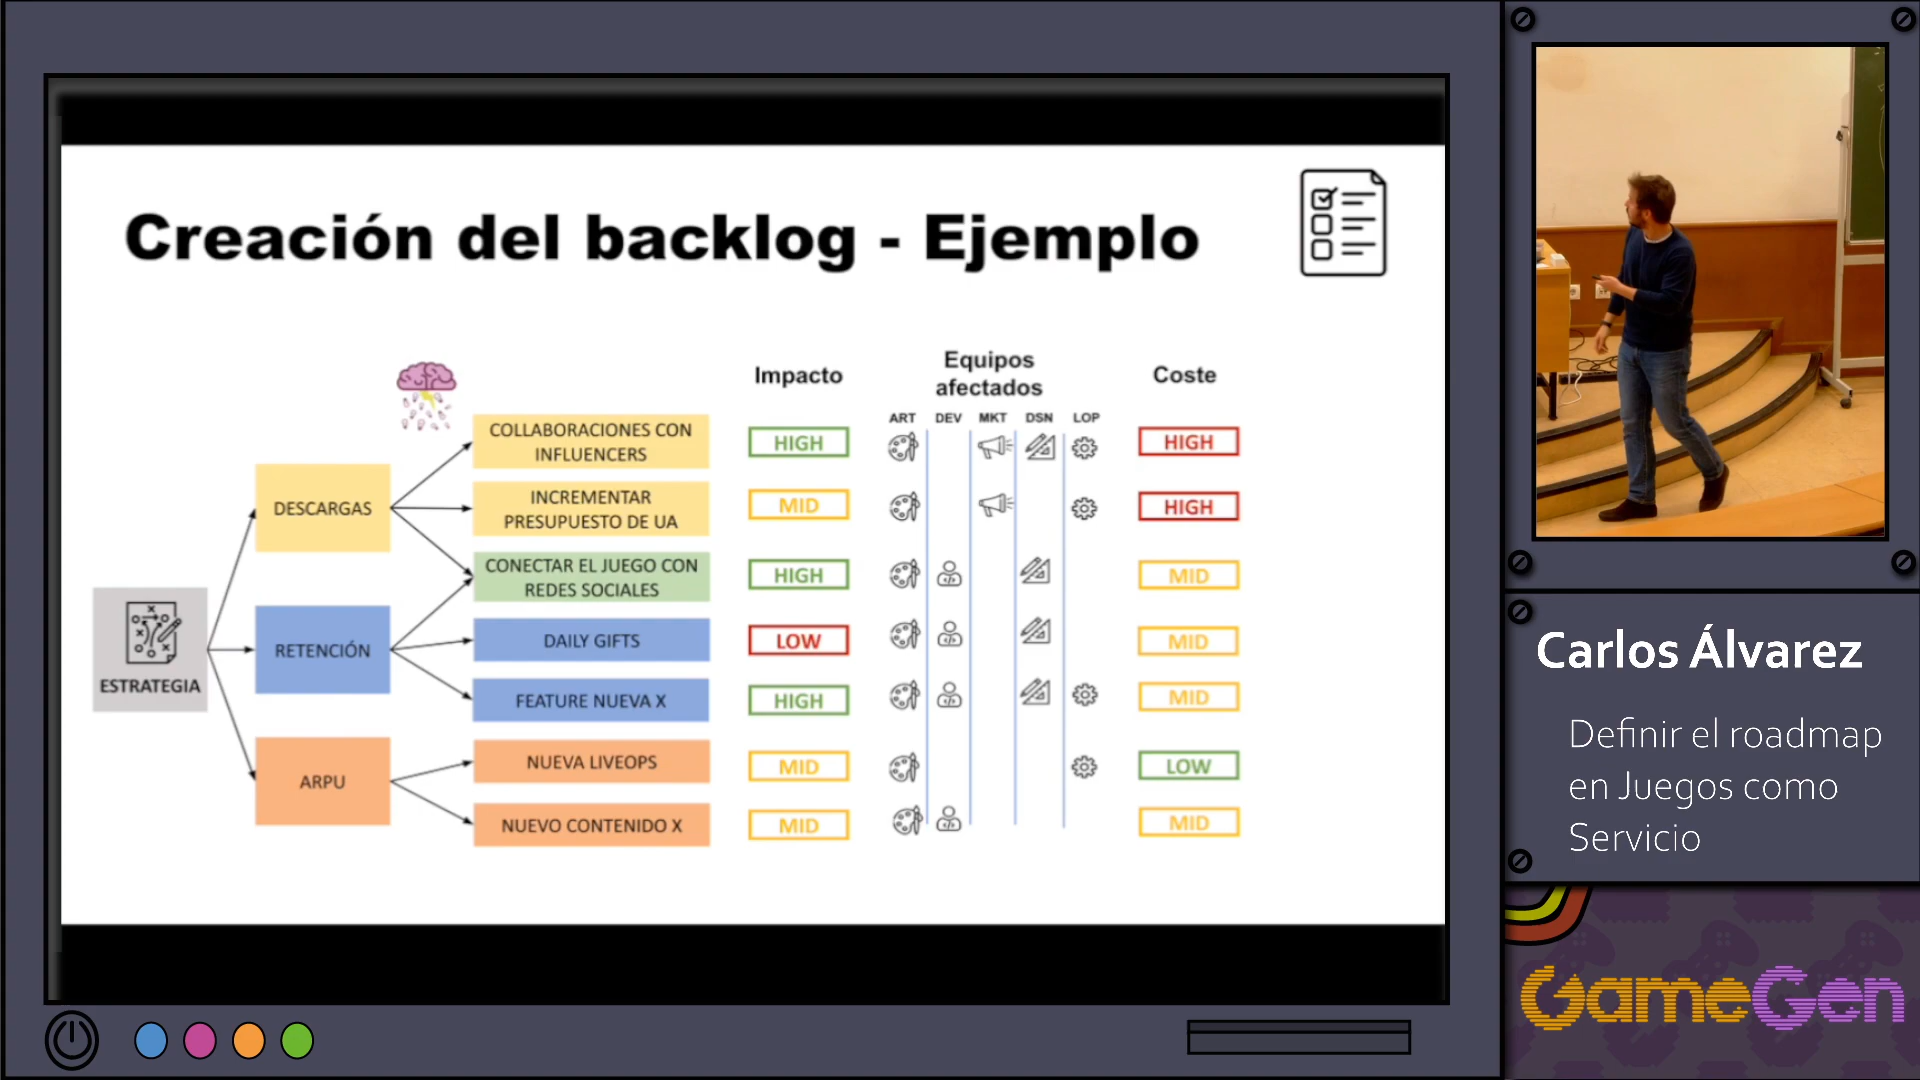 Creación del backlog - Ejemplo
Impacto
Equipos
afectados
Coste
ART DEV MKT DSN LOP
ESTRATEGIA
DESCARGAS
RETENCIÓN
ARPU
COLLABORACIONES CON
INFLUENCERS
HIGH
HIGH
INCREMENTAR
PRESUPUESTO DE UA
MID
HIGH
CONECTAR EL JUEGO CON
REDES SOCIALES
HIGH
MID
DAILY GIFTS
LOW
MID
FEATURE NUEVA X
HIGH
MID
NUEVA LIVEOPS
MID
LOW
NUEVO CONTENIDO X
MID
MID
Carlos Álvarez
Definir el roadmap
en Juegos como
Servicio
GameGen